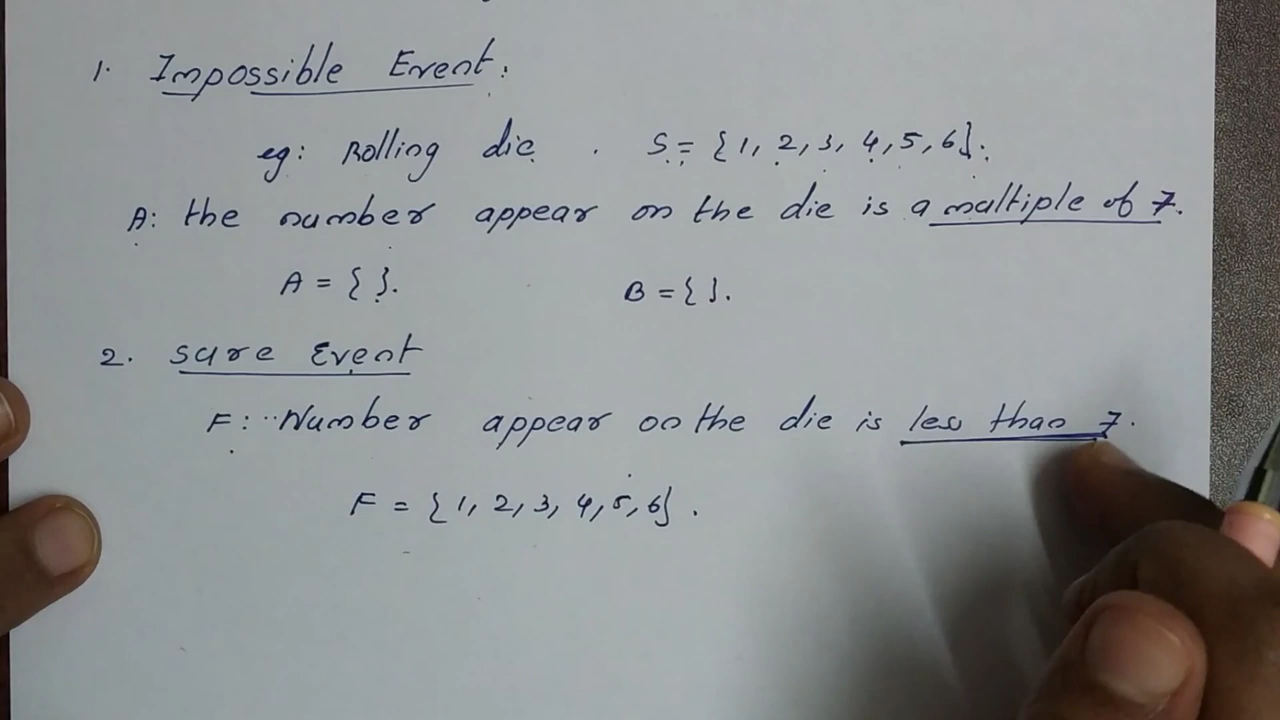 1. Impossible Event:
eg: Rolling die. S = {1, 2, 3, 4, 5, 6}.
A: the number appear on the die is a multiple of 7.
A = { }. B = { }.
2. Sure Event
F: Number appear on the die is less than 7.
F = {1, 2, 3, 4, 5, 6}.